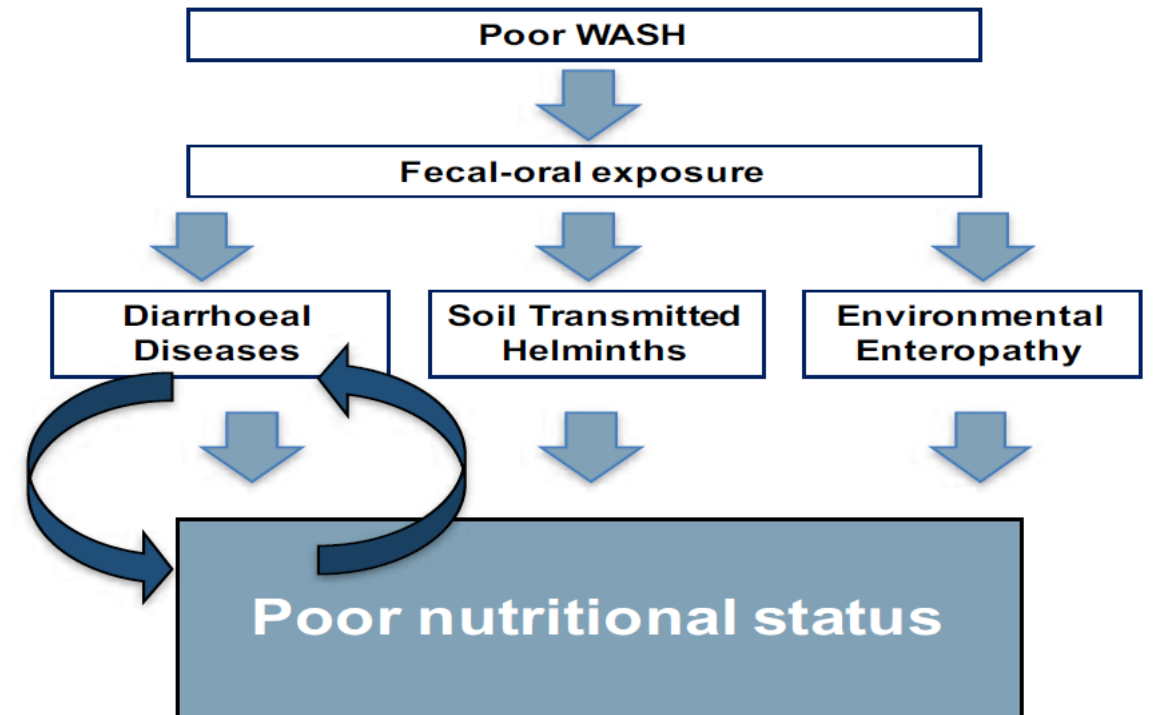 Poor WASH
Fecal-oral exposure
Diarrhoeal
Diseases
Soil Transmitted
Helminths
Environmental
Enteropathy
Poor nutritional status